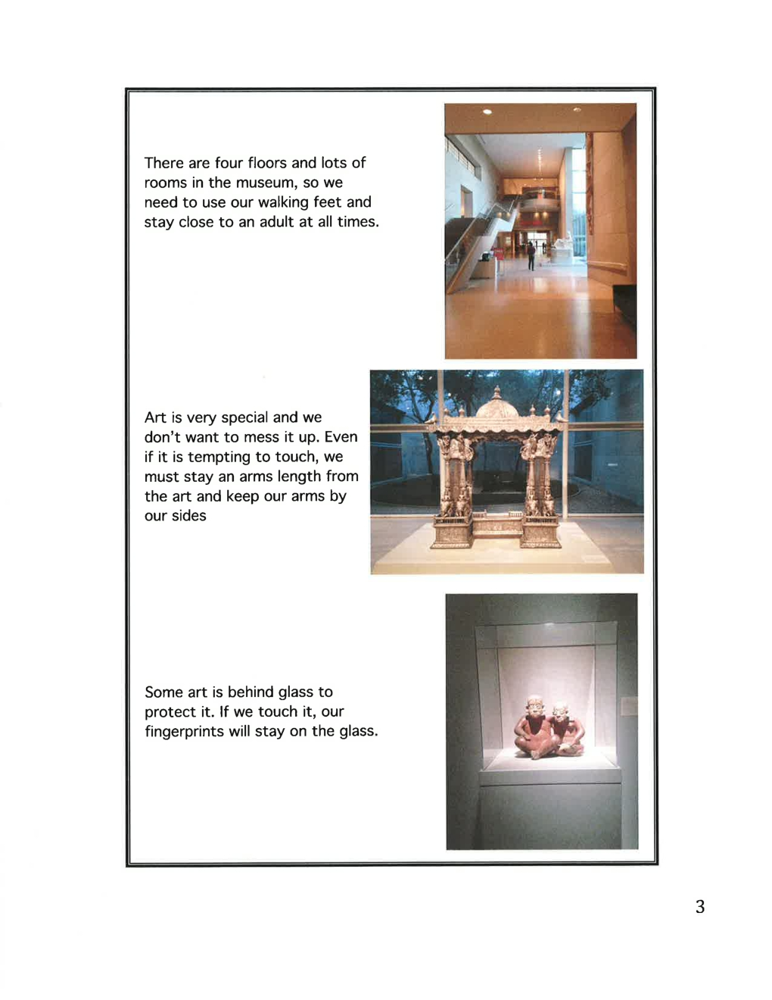 There are four floors and lots of
rooms in the museum, so we
need to use our walking feet and
stay close to an adult at all times.
Art is very special and we
don't want to mess it up. Even
if it is tempting to touch, we
must stay an arms length from
the art and keep our arms by
our sides
Some art is behind glass to
protect it. If we touch it, our
fingerprints will stay on the glass.
3